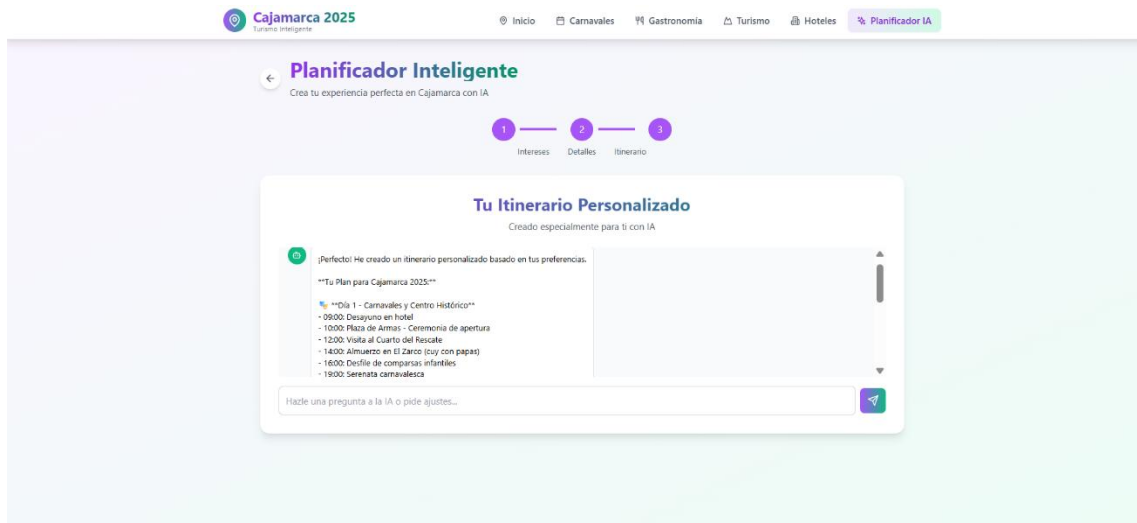 Cajamarca 2025
Turismo Inteligente
Inicio Carnavales Gastronomía Turismo Hoteles Planificador IA
Planificador Inteligente
Crea tu experiencia perfecta en Cajamarca con IA
1 2 3
Intereses Detalles Itinerario
Tu Itinerario Personalizado
Creado especialmente para ti con IA
¡Perfecto! He creado un itinerario personalizado basado en tus preferencias.
**Tu Plan para Cajamarca 2025:**
**Día 1 - Carnavales y Centro Histórico**
- 09:00: Desayuno en hotel
- 10:00: Plaza de Armas - Ceremonia de apertura
- 12:00: Visita al Cuarto del Rescate
- 14:00: Almuerzo en El Zarco (cuy con papas)
- 16:00: Desfile de comparsas infantiles
- 19:00: Serenata carnavalesca
Hazle una pregunta a la IA o pide ajustes...